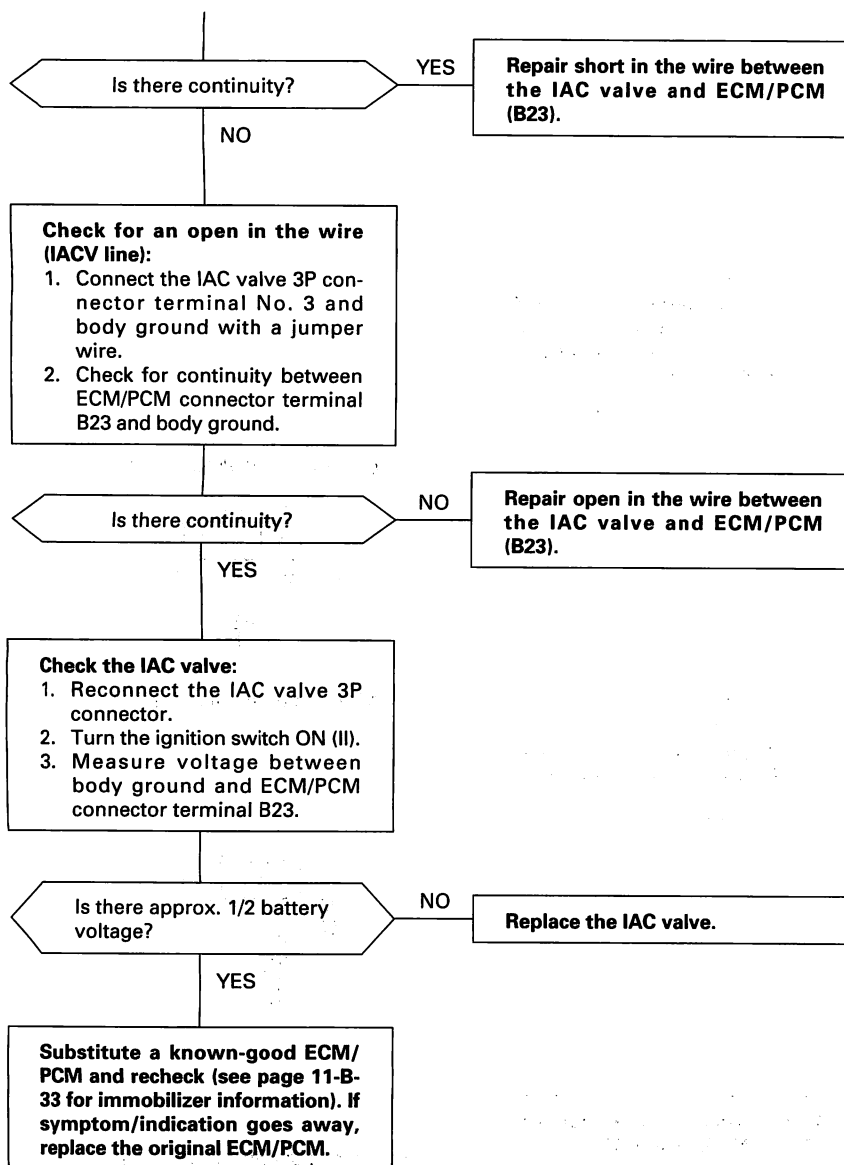 Is there continuity?
YES
Repair short in the wire between
the IAC valve and ECM/PCM
(B23).
NO
Check for an open in the wire
(IACV line):
1. Connect the IAC valve 3P con-
nector terminal No. 3 and
body ground with a jumper
wire.
2. Check for continuity between
ECM/PCM connector terminal
B23 and body ground.
Is there continuity?
NO
Repair open in the wire between
the IAC valve and ECM/PCM
(B23).
YES
Check the IAC valve:
1. Reconnect the IAC valve 3P
connector.
2. Turn the ignition switch ON (II).
3. Measure voltage between
body ground and ECM/PCM
connector terminal B23.
Is there approx. 1/2 battery
voltage?
NO
Replace the IAC valve.
YES
Substitute a known-good ECM/
PCM and recheck (see page 11-B-
33 for immobilizer information). If
symptom/indication goes away,
replace the original ECM/PCM.